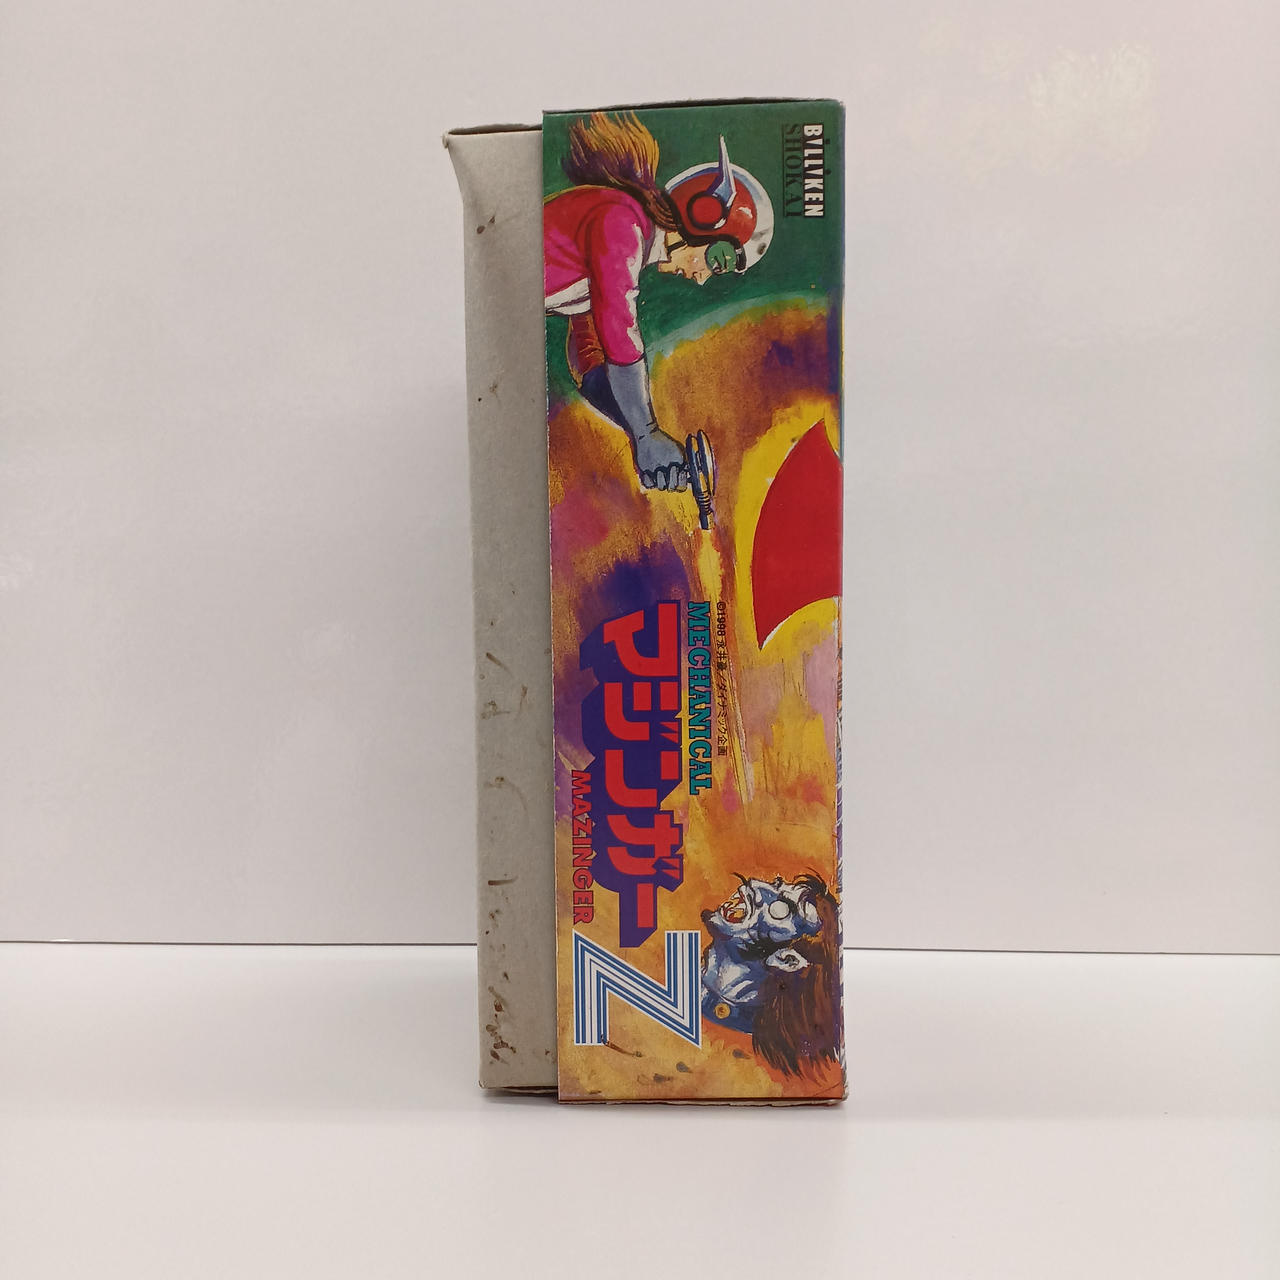 BILLIKEN
SHOKAI
©1998 永井豪/ダイナミック企画
MECHANICAL
マジンガー
MAZINGER
Z